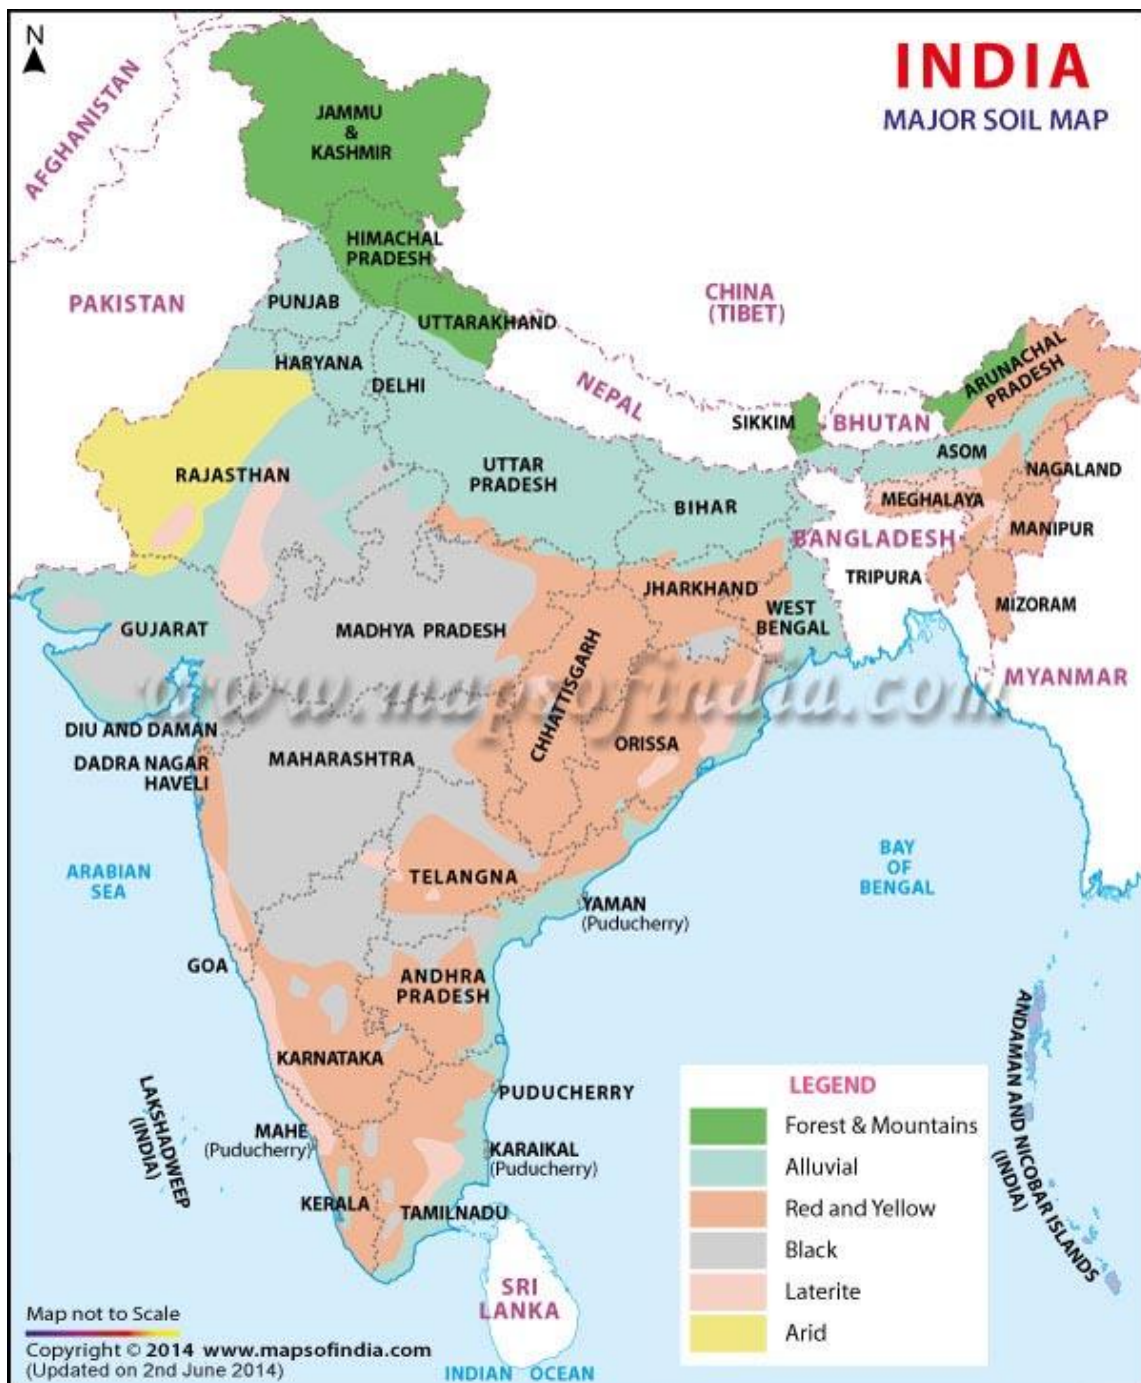 N
INDIA
MAJOR SOIL MAP
AFGHANISTAN
JAMMU
&
KASHMIR
HIMACHAL
PRADESH
PAKISTAN
PUNJAB
CHINA
(TIBET)
UTTARAKHAND
HARYANA
DELHI
NEPAL
ARUNACHAL
PRADESH
SIKKIM
BHUTAN
RAJASTHAN
UTTAR
PRADESH
ASOM
NAGALAND
BIHAR
MEGHALAYA
MANIPUR
BANGLADESH
JHARKHAND
TRIPURA
MIZORAM
GUJARAT
MADHYA PRADESH
WEST
BENGAL
www.mapsofindia.com
MYANMAR
CHHATTISGARH
DIU AND DAMAN
DADRA NAGAR
HAVELI
MAHARASHTRA
ORISSA
ARABIAN
SEA
TELANGNA
BAY
OF
BENGAL
YAMAN
(Puducherry)
GOA
ANDHRA
PRADESH
KARNATAKA
ANDAMAN AND NICOBAR ISLANDS
(INDIA)
LAKSHADWEEP
(INDIA)
PUDUCHERRY
MAHE
(Puducherry)
KARAIKAL
(Puducherry)
KERALA
TAMILNADU
SRI
LANKA
INDIAN OCEAN
LEGEND
Forest & Mountains
Alluvial
Red and Yellow
Black
Laterite
Arid
Map not to Scale
Copyright © 2014 www.mapsofindia.com
(Updated on 2nd June 2014)